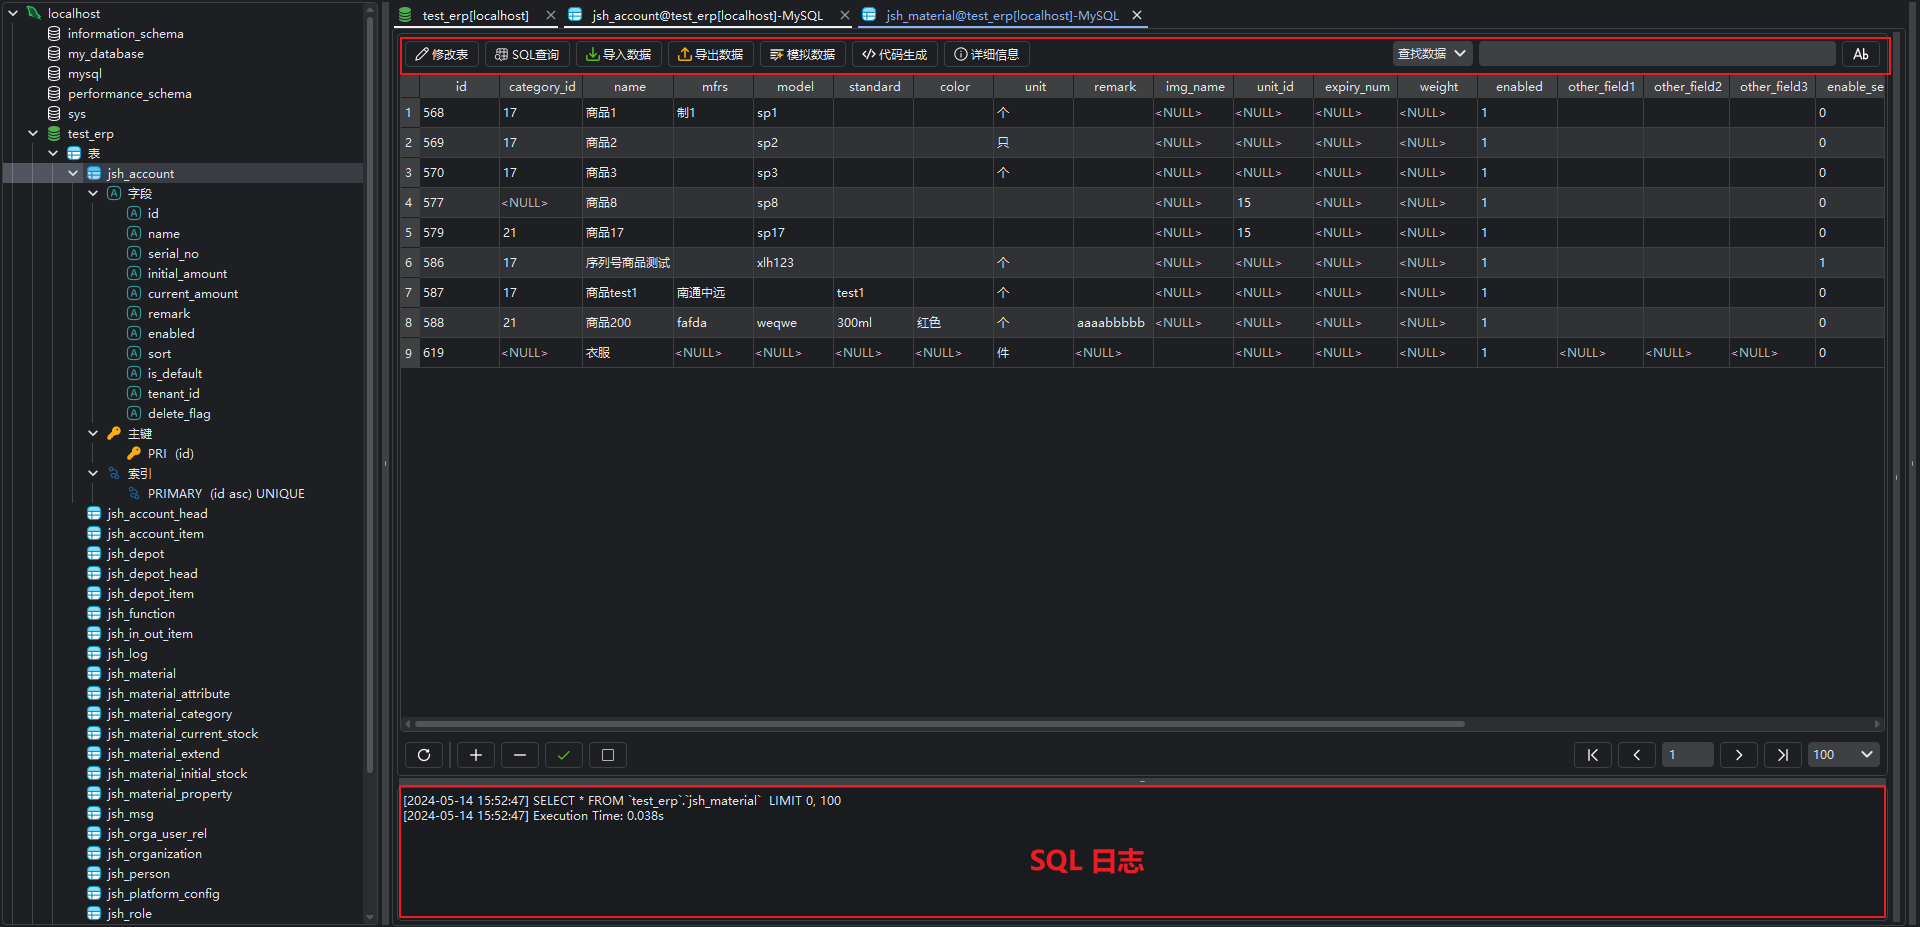 localhost
information_schema
my_database
mysql
performance_schema
sys
test_erp
表
jsh_account
字段
id
name
serial_no
initial_amount
current_amount
remark
enabled
sort
is_default
tenant_id
delete_flag
主键
PRI (id)
索引
PRIMARY (id asc) UNIQUE
jsh_account_head
jsh_account_item
jsh_depot
jsh_depot_head
jsh_depot_item
jsh_function
jsh_in_out_item
jsh_log
jsh_material
jsh_material_attribute
jsh_material_category
jsh_material_current_stock
jsh_material_extend
jsh_material_initial_stock
jsh_material_property
jsh_msg
jsh_orga_user_rel
jsh_organization
jsh_person
jsh_platform_config
jsh_role
test_erp[localhost] jsh_account@test_erp[localhost]-MySQL jsh_material@test_erp[localhost]-MySQL
修改表 SQL查询 导入数据 导出数据 模拟数据 代码生成 详细信息 查找数据 Ab
id category_id name mfrs model standard color unit remark img_name unit_id expiry_num weight enabled other_field1 other_field2 other_field3 enable_se
1 568 17 商品1 制1 sp1 个 <NULL> <NULL> <NULL> <NULL> 1 0
2 569 17 商品2 sp2 只 <NULL> <NULL> <NULL> <NULL> 1 0
3 570 17 商品3 sp3 个 <NULL> <NULL> <NULL> <NULL> 1 0
4 577 <NULL> 商品8 sp8 <NULL> 15 <NULL> <NULL> 1 0
5 579 21 商品17 sp17 <NULL> 15 <NULL> <NULL> 1 0
6 586 17 序列号商品测试 xlh123 个 <NULL> <NULL> <NULL> <NULL> 1 1
7 587 17 商品test1 南通中远 test1 个 <NULL> <NULL> <NULL> <NULL> 1 0
8 588 21 商品200 fafda weqwe 300ml 红色 个 aaaabbbbb <NULL> <NULL> <NULL> <NULL> 1 0
9 619 <NULL> 衣服 <NULL> <NULL> <NULL> <NULL> 件 <NULL> <NULL> <NULL> <NULL> 1 <NULL> <NULL> <NULL> 0
1 100
[2024-05-14 15:52:47] SELECT * FROM `test_erp`.`jsh_material` LIMIT 0, 100
[2024-05-14 15:52:47] Execution Time: 0.038s
SQL 日志